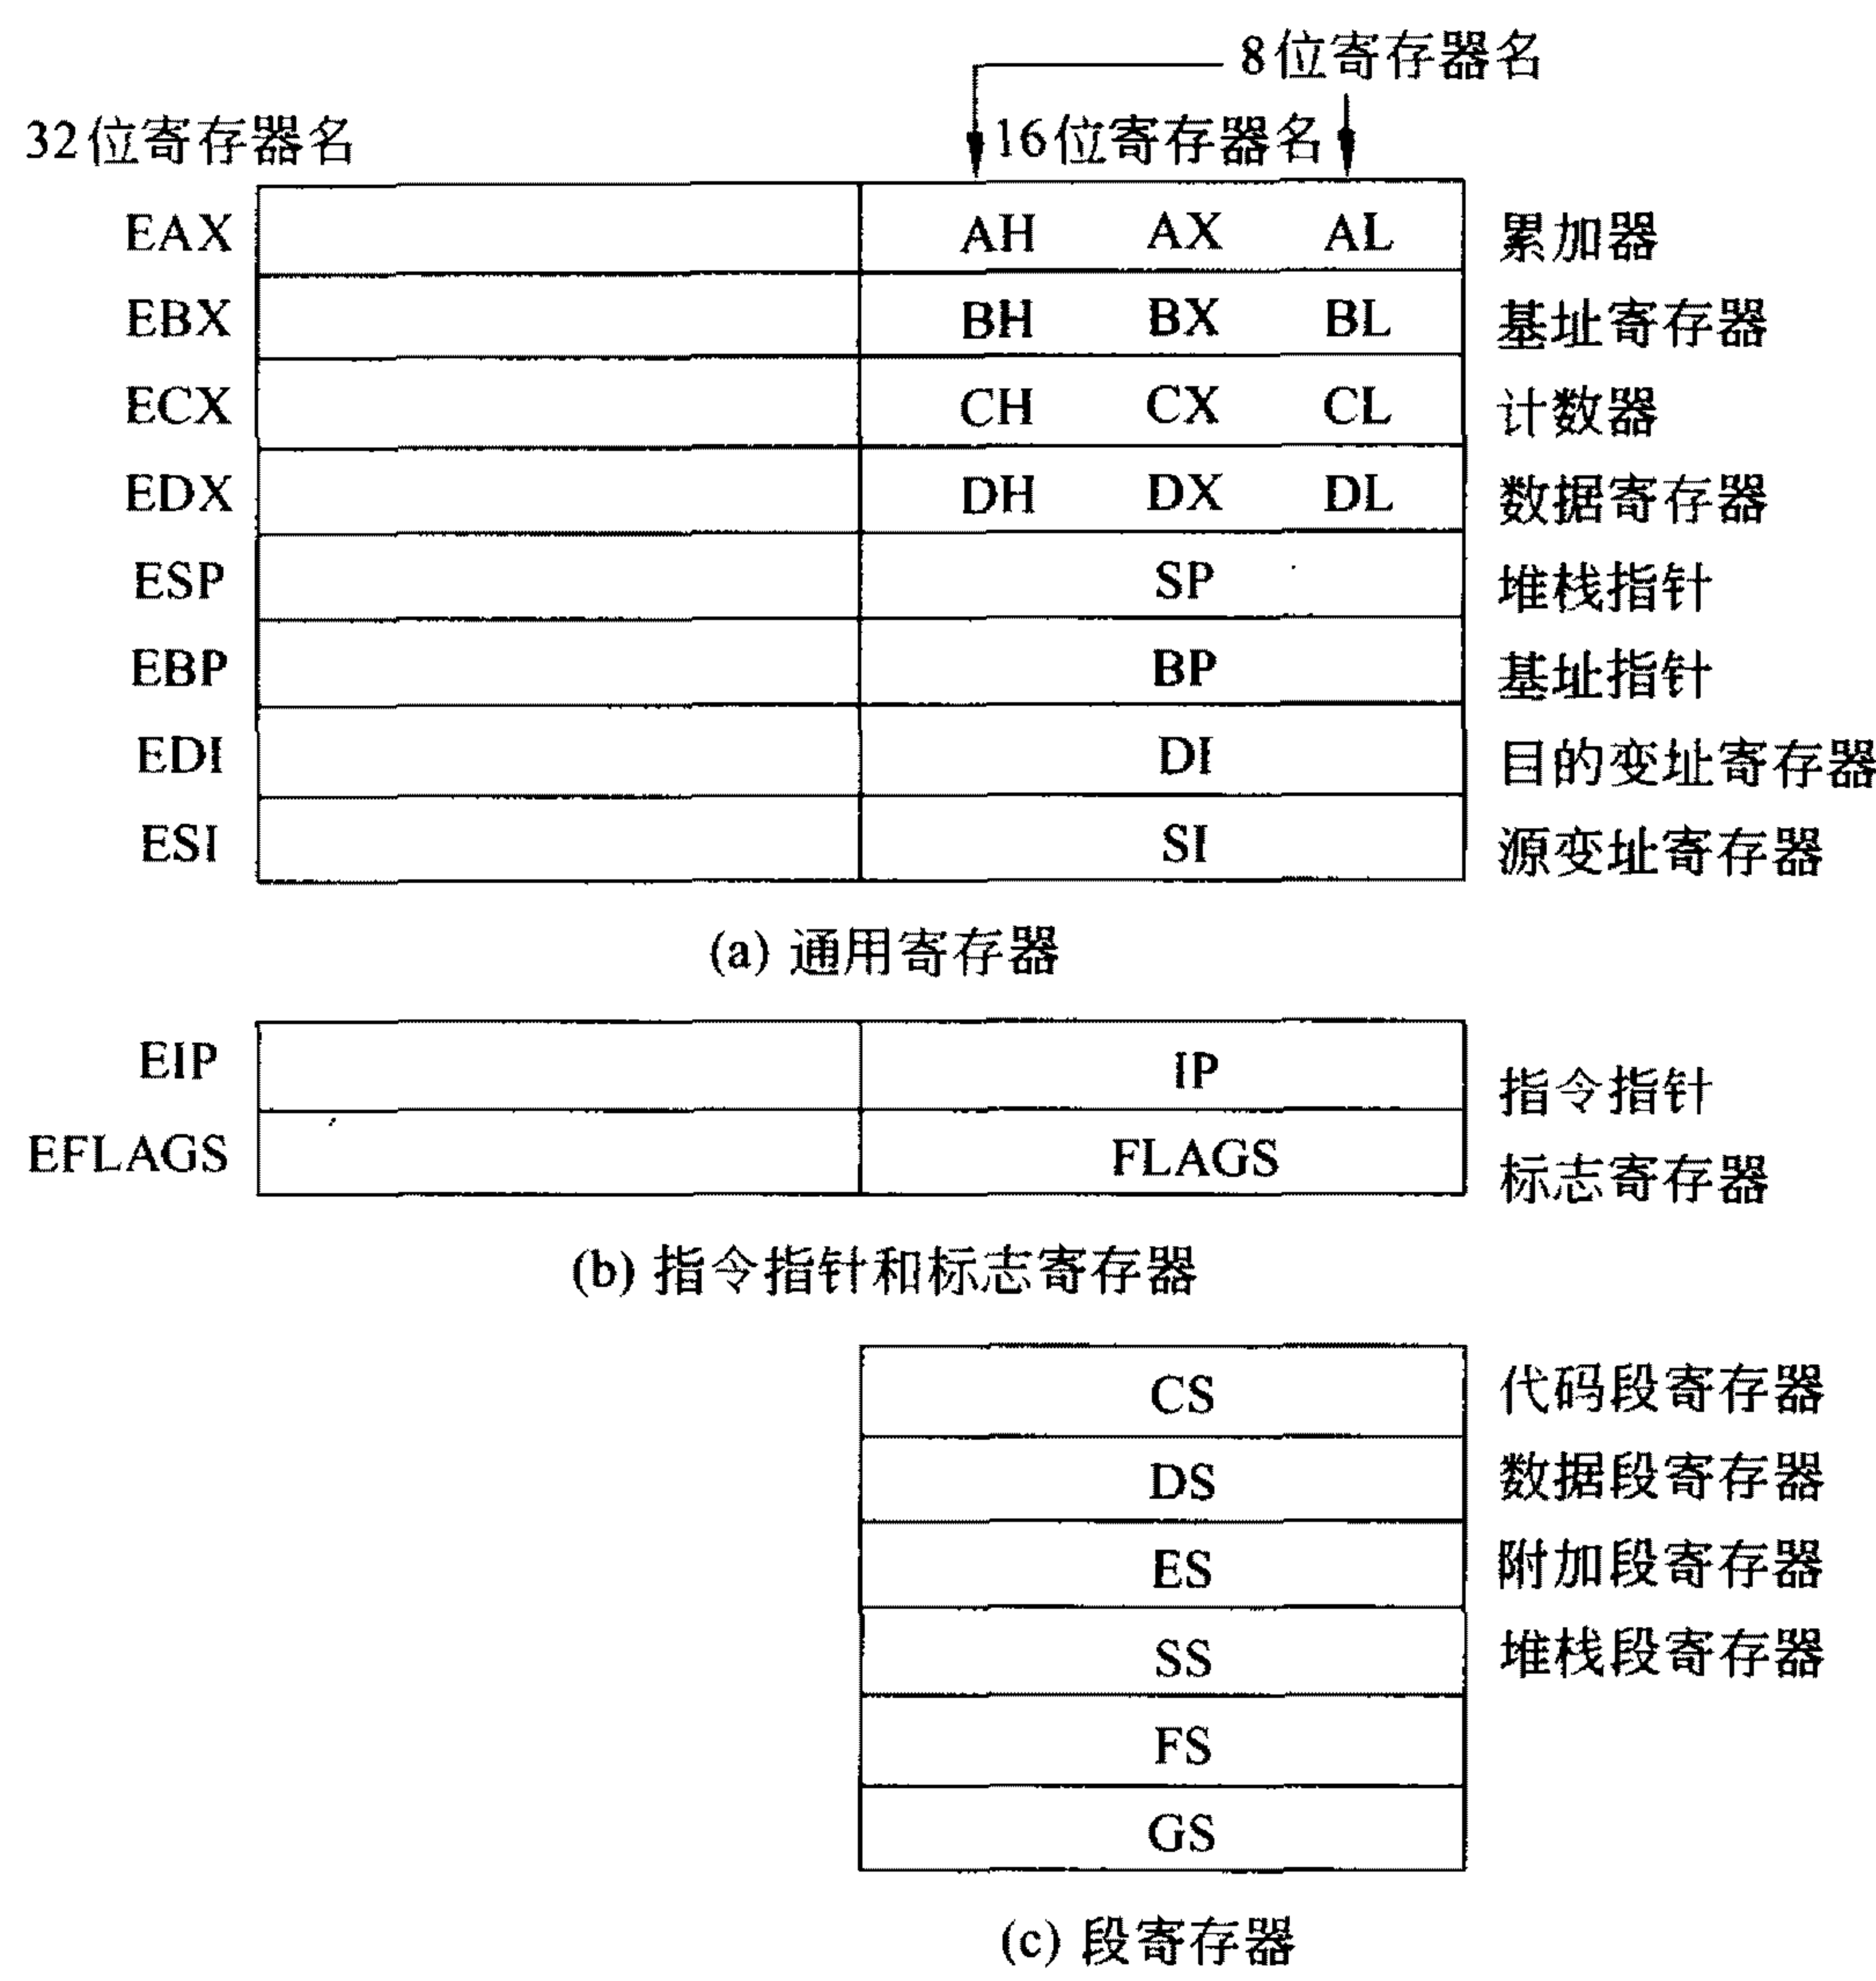 8位寄存器名
32位寄存器名 16位寄存器名
EAX AH AX AL 累加器
EBX BH BX BL 基址寄存器
ECX CH CX CL 计数器
EDX DH DX DL 数据寄存器
ESP SP 堆栈指针
EBP BP 基址指针
EDI DI 目的变址寄存器
ESI SI 源变址寄存器
(a) 通用寄存器
EIP IP 指令指针
EFLAGS FLAGS 标志寄存器
(b) 指令指针和标志寄存器
CS 代码段寄存器
DS 数据段寄存器
ES 附加段寄存器
SS 堆栈段寄存器
FS
GS
(c) 段寄存器